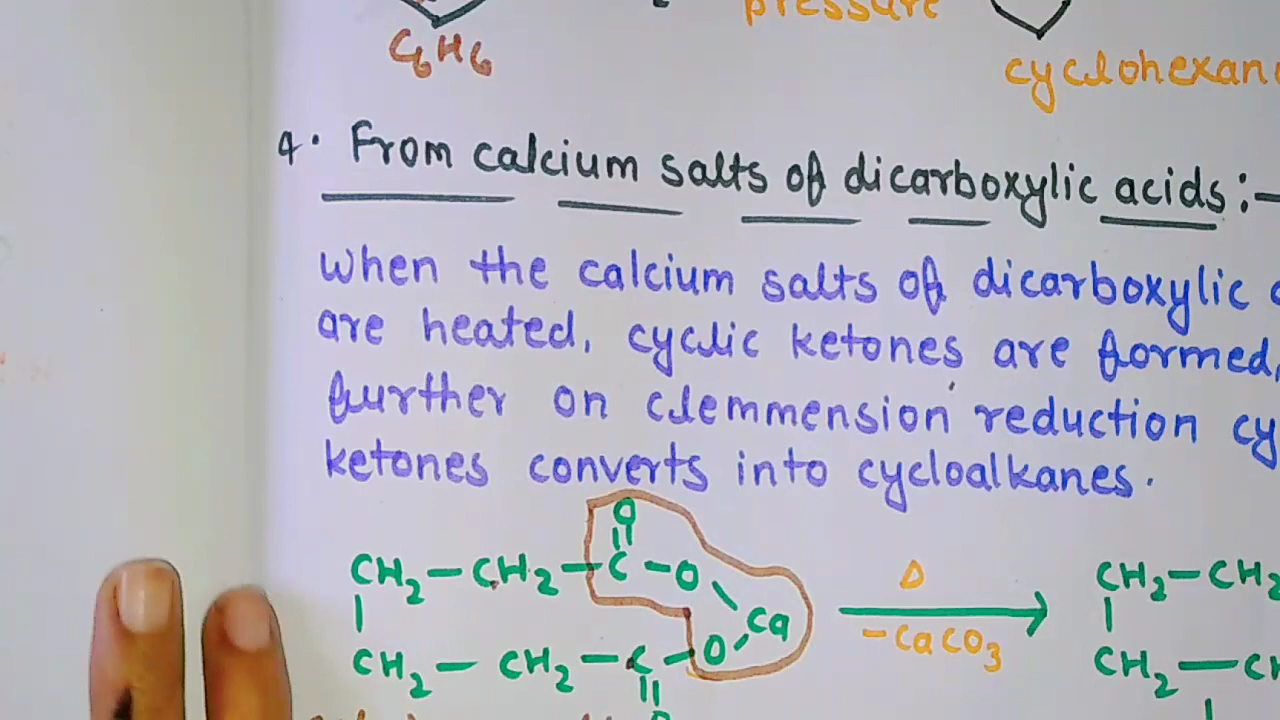 pressure
C6H6
cyclohexan
4. From calcium salts of dicarboxylic acids :-
When the calcium salts of dicarboxylic
are heated, cyclic ketones are formed,
further on clemmension reduction cy
ketones converts into cycloalkanes.
O
CH2-CH2-C-O
Δ
CH2-CH2
Ca
-CaCO3
CH2-CH2-C-O
CH2-